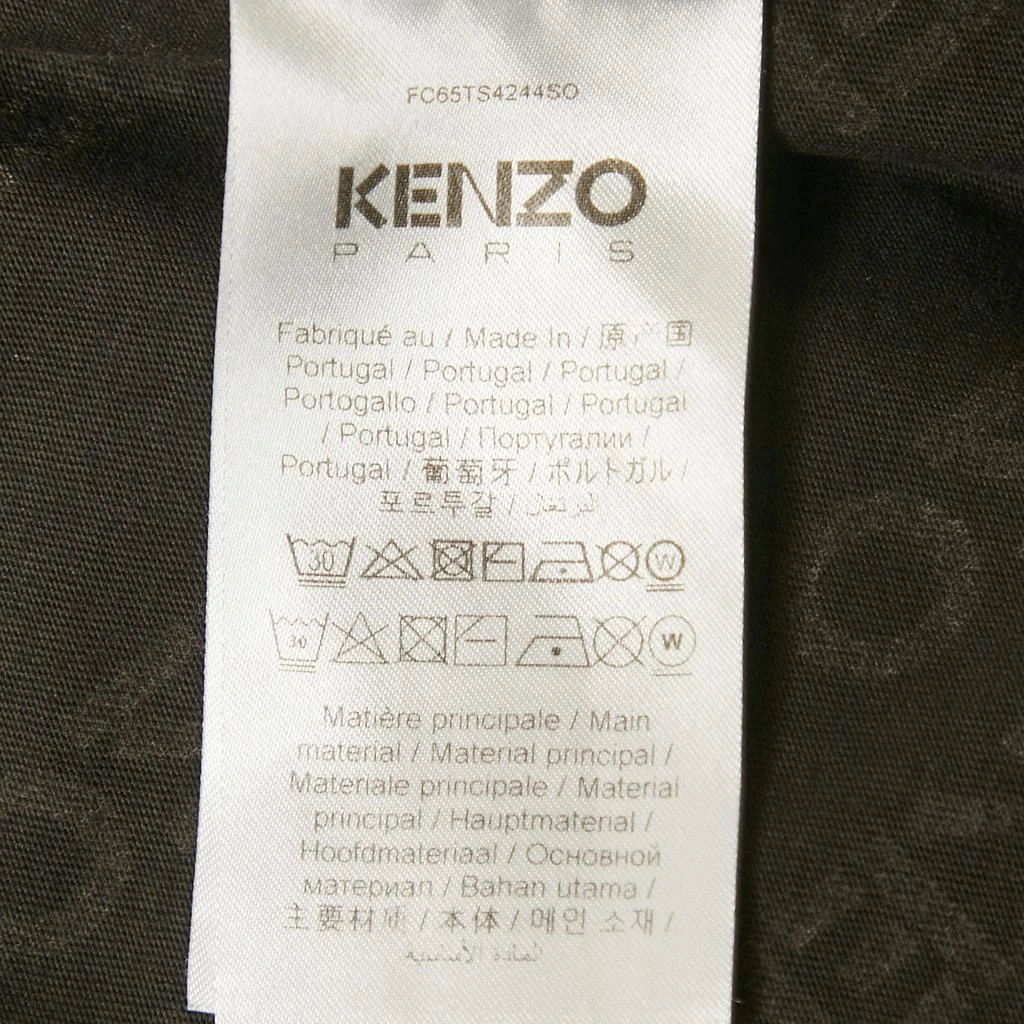 FC65TS4244SO
KENZO
PARIS
Fabriqué au / Made In / 原产国
Portugal / Portugal / Portugal /
Portogallo / Portugal / Portugal
/ Portugal / Португалии /
Portugal / 葡萄牙 / ポルトガル /
포르투갈 / البرتغال
30 W
30 W
Matière principale / Main
material / Material principal /
Materiale principale / Material
principal / Hauptmaterial /
Hoofdmateriaal / Основной
материал / Bahan utama /
主要材质 / 本体 / 메인 소재 /
المادة الأساسية